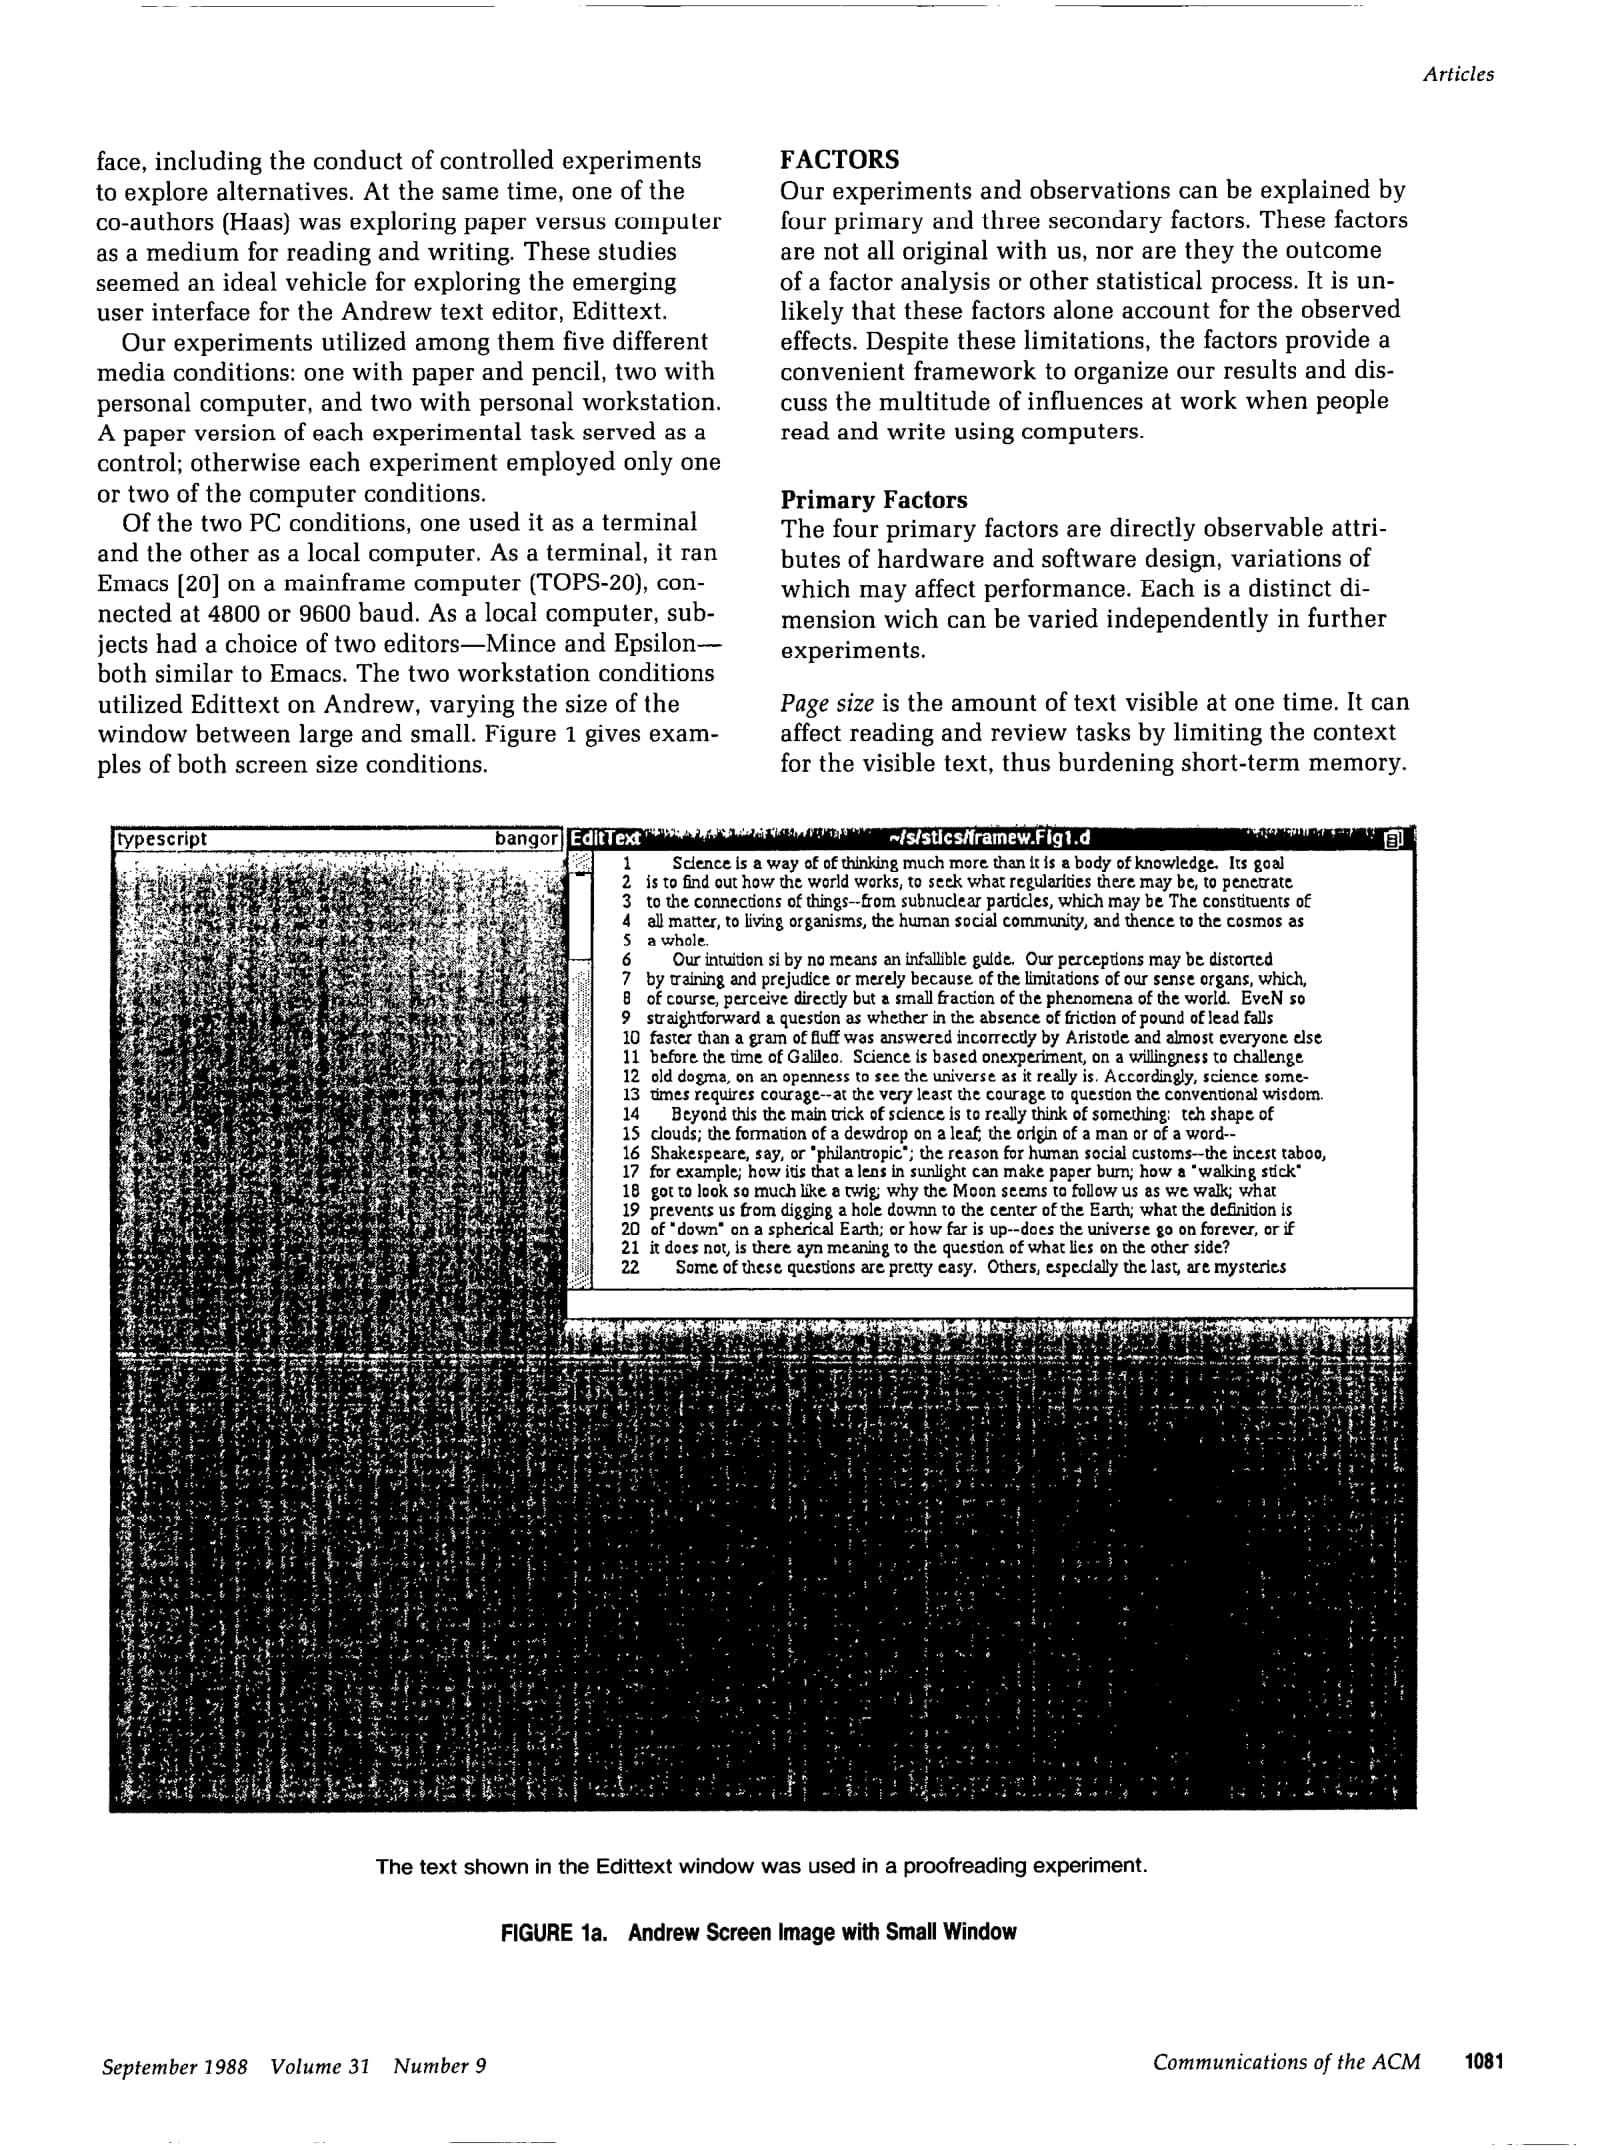 Articles
face, including the conduct of controlled experiments
to explore alternatives. At the same time, one of the
co-authors (Haas) was exploring paper versus computer
as a medium for reading and writing. These studies
seemed an ideal vehicle for exploring the emerging
user interface for the Andrew text editor, Edittext.
Our experiments utilized among them five different
media conditions: one with paper and pencil, two with
personal computer, and two with personal workstation.
A paper version of each experimental task served as a
control; otherwise each experiment employed only one
or two of the computer conditions.
Of the two PC conditions, one used it as a terminal
and the other as a local computer. As a terminal, it ran
Emacs [20] on a mainframe computer (TOPS-20), con-
nected at 4800 or 9600 baud. As a local computer, sub-
jects had a choice of two editors—Mince and Epsilon—
both similar to Emacs. The two workstation conditions
utilized Edittext on Andrew, varying the size of the
window between large and small. Figure 1 gives exam-
ples of both screen size conditions.
FACTORS
Our experiments and observations can be explained by
four primary and three secondary factors. These factors
are not all original with us, nor are they the outcome
of a factor analysis or other statistical process. It is un-
likely that these factors alone account for the observed
effects. Despite these limitations, the factors provide a
convenient framework to organize our results and dis-
cuss the multitude of influences at work when people
read and write using computers.
Primary Factors
The four primary factors are directly observable attri-
butes of hardware and software design, variations of
which may affect performance. Each is a distinct di-
mension wich can be varied independently in further
experiments.
Page size is the amount of text visible at one time. It can
affect reading and review tasks by limiting the context
for the visible text, thus burdening short-term memory.
typescript bangor
EditText ~/s/stics/framew.Fig1.d
1 Science is a way of of thinking much more than it is a body of knowledge. Its goal
2 is to find out how the world works, to seek what regularities there may be, to penetrate
3 to the connections of things--from subnuclear particles, which may be The constituents of
4 all matter, to living organisms, the human social community, and thence to the cosmos as
5 a whole.
6 Our intuition si by no means an infallible guide. Our perceptions may be distorted
7 by training and prejudice or merely because of the limitations of our sense organs, which,
8 of course, perceive directly but a small fraction of the phenomena of the world. EveN so
9 straightforward a question as whether in the absence of friction of pound of lead falls
10 faster than a gram of fluff was answered incorrectly by Aristotle and almost everyone else
11 before the time of Galileo. Science is based onexperiment, on a willingness to challenge
12 old dogma, on an openness to see the universe as it really is. Accordingly, science some-
13 times requires courage--at the very least the courage to question the conventional wisdom.
14 Beyond this the main trick of science is to really think of something: teh shape of
15 clouds; the formation of a dewdrop on a leaf; the origin of a man or of a word--
16 Shakespeare, say, or "philantropic"; the reason for human social customs--the incest taboo,
17 for example; how itis that a lens in sunlight can make paper burn; how a "walking stick"
18 got to look so much like a twig; why the Moon seems to follow us as we walk; what
19 prevents us from digging a hole downn to the center of the Earth; what the definition is
20 of "down" on a spherical Earth; or how far is up--does the universe go on forever, or if
21 it does not, is there ayn meaning to the question of what lies on the other side?
22 Some of these questions are pretty easy. Others, especially the last, are mysteries
The text shown in the Edittext window was used in a proofreading experiment.
FIGURE 1a. Andrew Screen Image with Small Window
September 1988 Volume 31 Number 9
Communications of the ACM 1081